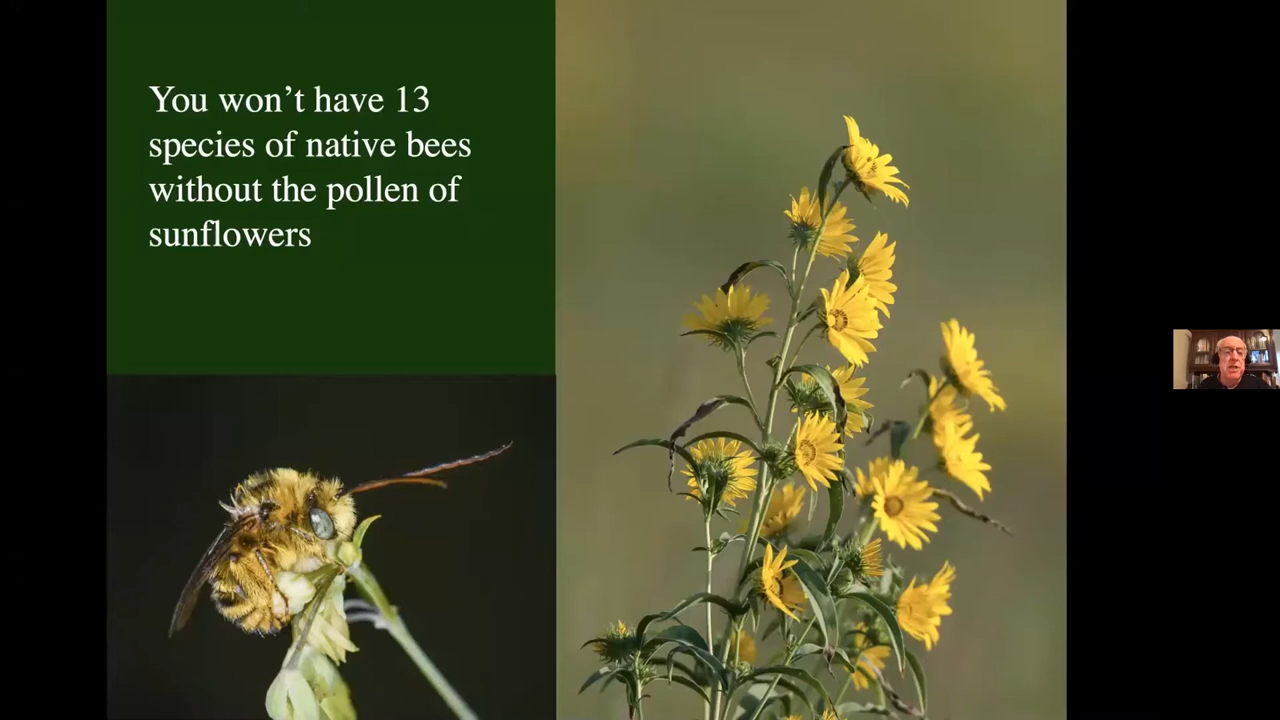 You won’t have 13
species of native bees
without the pollen of
sunflowers